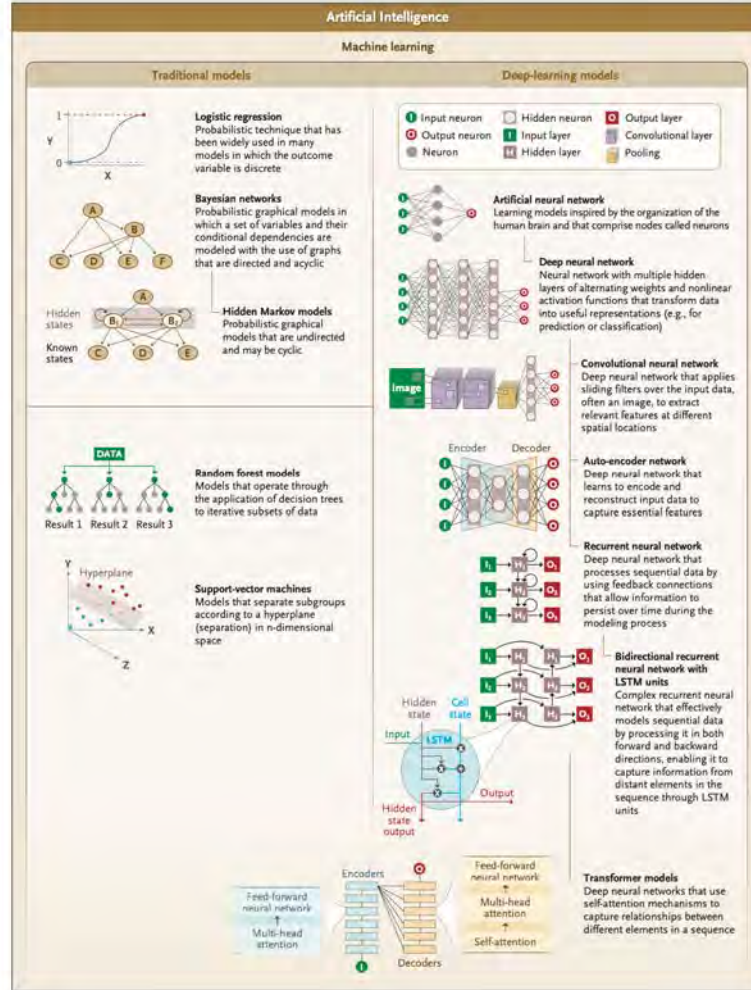 Artificial Intelligence
Machine learning
Traditional models
1
Y
0
X
Logistic regression
Probabilistic technique that has
been widely used in many
models in which the outcome
variable is discrete
A
B
C
D
E
F
Bayesian networks
Probabilistic graphical models in
which a set of variables and their
conditional dependencies are
modeled with the use of graphs
that are directed and acyclic
A
Hidden
states
B1
B2
Known
states
C
D
E
Hidden Markov models
Probabilistic graphical
models that are undirected
and may be cyclic
DATA
Result 1
Result 2
Result 3
Random forest models
Models that operate through
the application of decision trees
to iterative subsets of data
Y
Hyperplane
X
Z
Support-vector machines
Models that separate subgroups
according to a hyperplane
(separation) in n-dimensional
space
Deep-learning models
I Input neuron
Hidden neuron
O Output layer
O Output neuron
I Input layer
Convolutional layer
Neuron
H Hidden layer
Pooling
Artificial neural network
Learning models inspired by the organization of the
human brain and that comprise nodes called neurons
Deep neural network
Neural network with multiple hidden
layers of alternating weights and nonlinear
activation functions that transform data
into useful representations (e.g., for
prediction or classification)
Image
Convolutional neural network
Deep neural network that applies
sliding filters over the input data,
often an image, to extract
relevant features at different
spatial locations
Encoder
Decoder
Auto-encoder network
Deep neural network that
learns to encode and
reconstruct input data to
capture essential features
Recurrent neural network
Deep neural network that
processes sequential data by
using feedback connections
that allow information to
persist over time during the
modeling process
Bidirectional recurrent
neural network with
LSTM units
Complex recurrent neural
network that effectively
models sequential data
by processing it in both
forward and backward
directions, enabling it to
capture information from
distant elements in the
sequence through LSTM
units
Hidden
state
Cell
state
Input
LSTM
Output
Hidden
state
output
Transformer models
Deep neural networks that use
self-attention mechanisms to
capture relationships between
different elements in a sequence
Feed-forward
neural network
Multi-head
attention
Encoders
I
O
Decoders
Feed-forward
neural network
Multi-head
attention
Self-attention